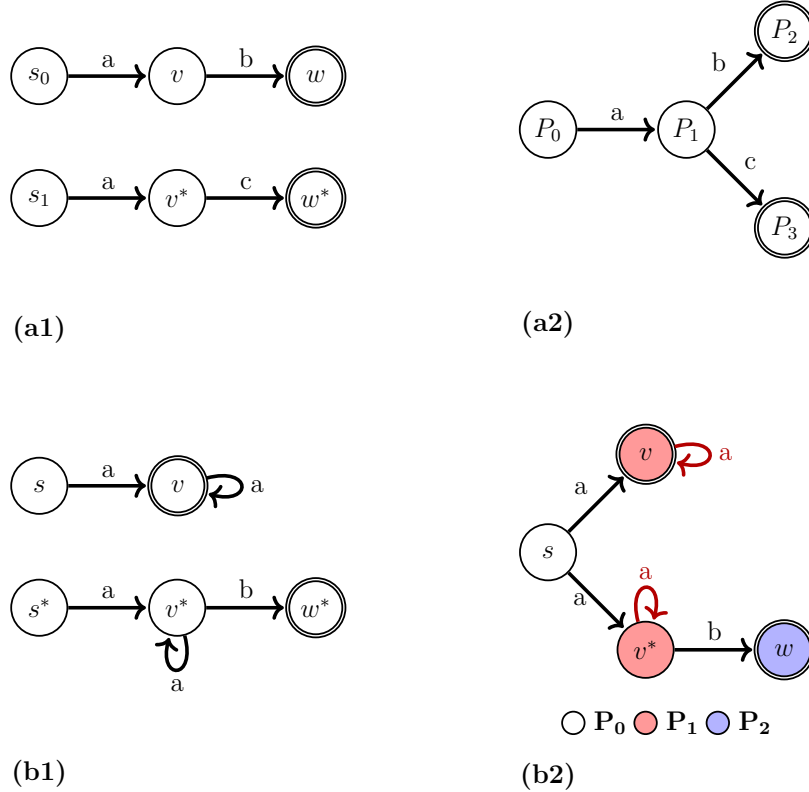 a b
s₀ v w
a c
s₁ v* w*
(a1)
P₂
b
a
P₀ P₁
c
P₃
(a2)
a
s v a
a b
s* v* w*
a
(b1)
v a
a
s
a a
b
v* w
P₀ P₁ P₂
(b2)